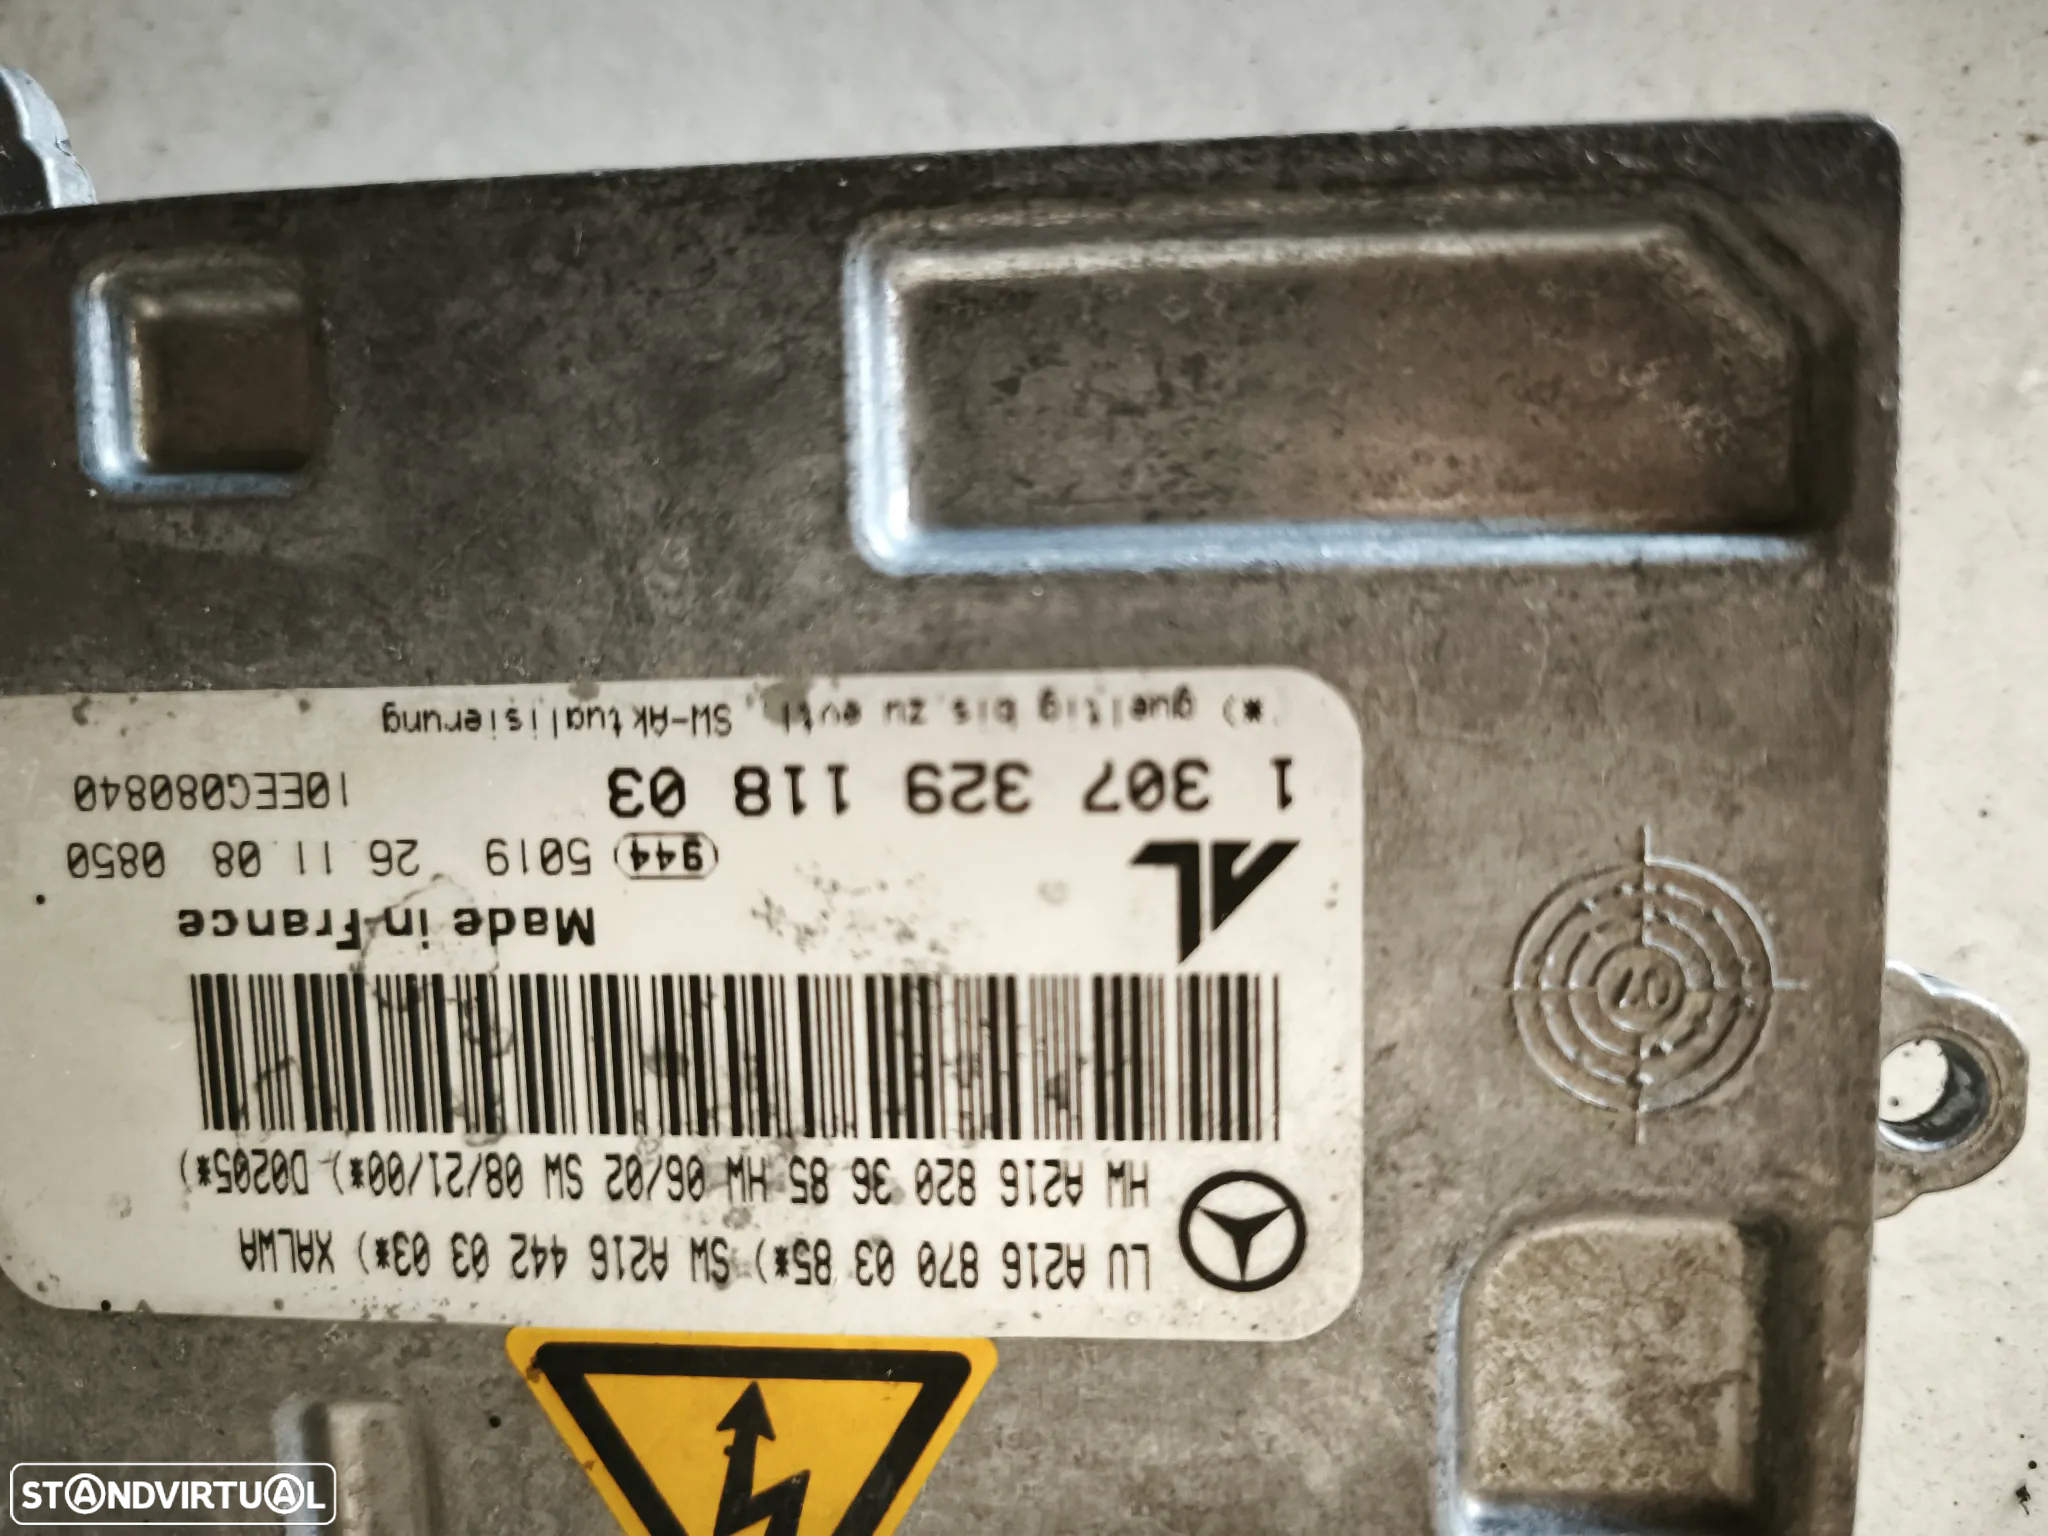 LU A216 870 03 85*) SW A216 442 03 03*) XALWA
HW A216 820 36 85 HW 06/02 SW 08/21/00*) D0205*)
Made in France
AL
944 5019 26 11 08 0850
1 307 329 118 03 10EEG080840
*) gueltig bis zu evtl. SW-Aktualisierung
07
STANDVIRTUAL